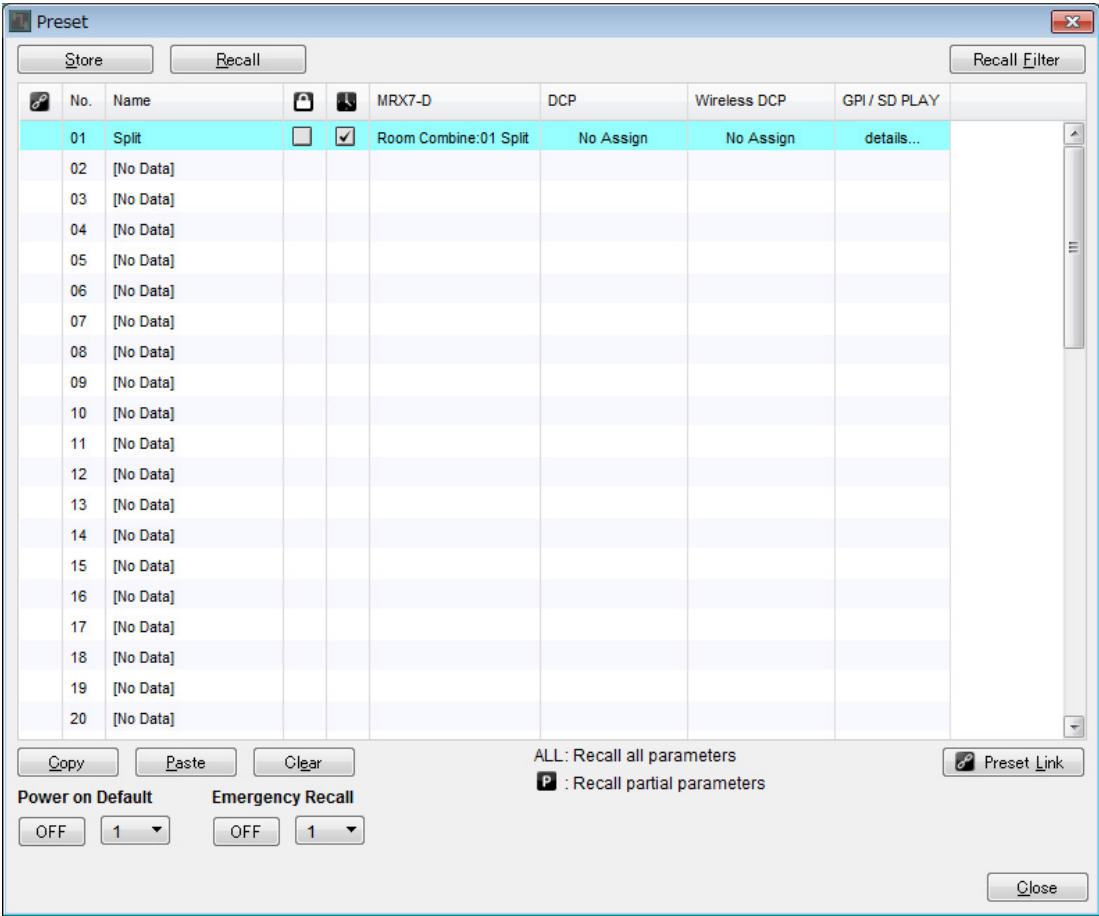 Preset
Store Recall Recall Filter
No. Name MRX7-D DCP Wireless DCP GPI / SD PLAY
01 Split Room Combine:01 Split No Assign No Assign details...
02 [No Data]
03 [No Data]
04 [No Data]
05 [No Data]
06 [No Data]
07 [No Data]
08 [No Data]
09 [No Data]
10 [No Data]
11 [No Data]
12 [No Data]
13 [No Data]
14 [No Data]
15 [No Data]
16 [No Data]
17 [No Data]
18 [No Data]
19 [No Data]
20 [No Data]
Copy Paste Clear ALL: Recall all parameters Preset Link
P : Recall partial parameters
Power on Default Emergency Recall
OFF 1 OFF 1
Close